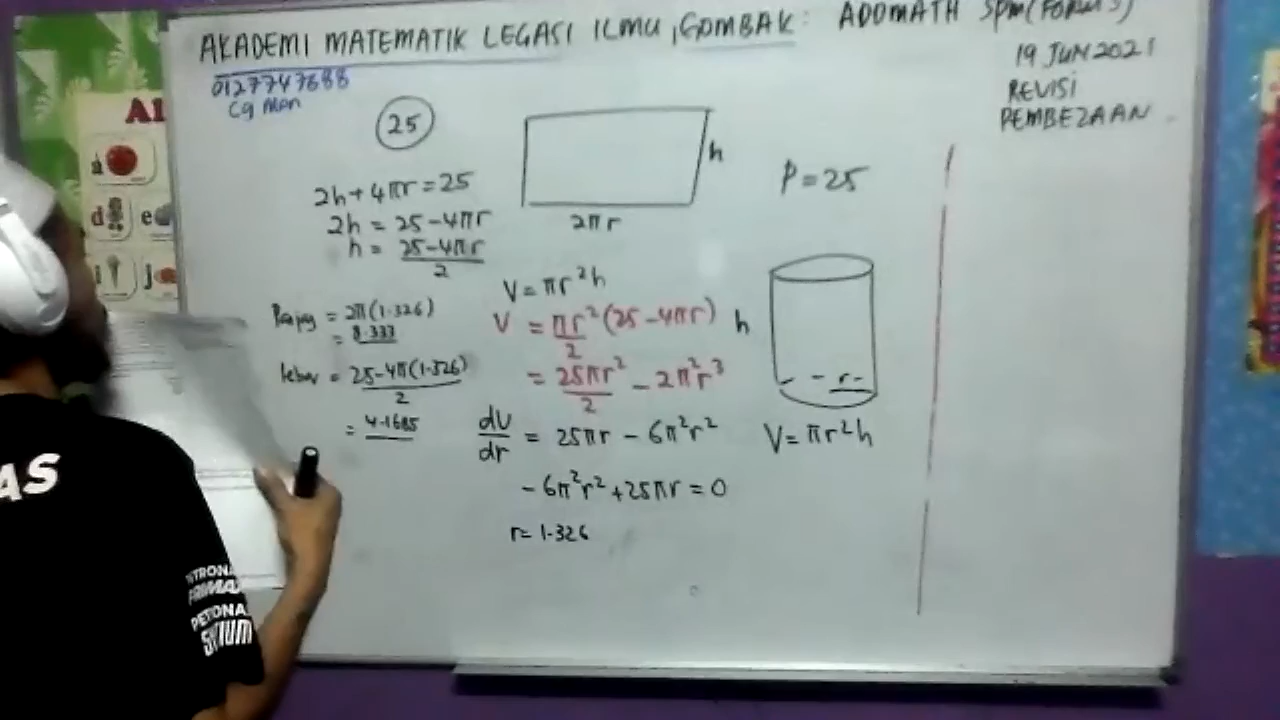 AKADEMI MATEMATIK LEGASI ILMU, GOMBAK: ADDMATH SPM (FORM 5)
0127747688
Cg Man
19 JUN 2021
REVISI
PEMBEZAAN
25
2h + 4πr = 25
2h = 25 - 4πr
h = 25 - 4πr
2
h
2πr
P = 25
Panjang = 2π(1.326)
= 8.333
lebar = 25 - 4π(1.326)
2
= 4.1685
V = πr²h
V = πr² (25 - 4πr)
2
= 25πr² - 2π²r³
2
dV = 25πr - 6π²r²
dr
- 6π²r² + 25πr = 0
r = 1.326
h
r
V = πr²h
A1
a
d
e
i
j
AS
PRIMAX
PETRONAS